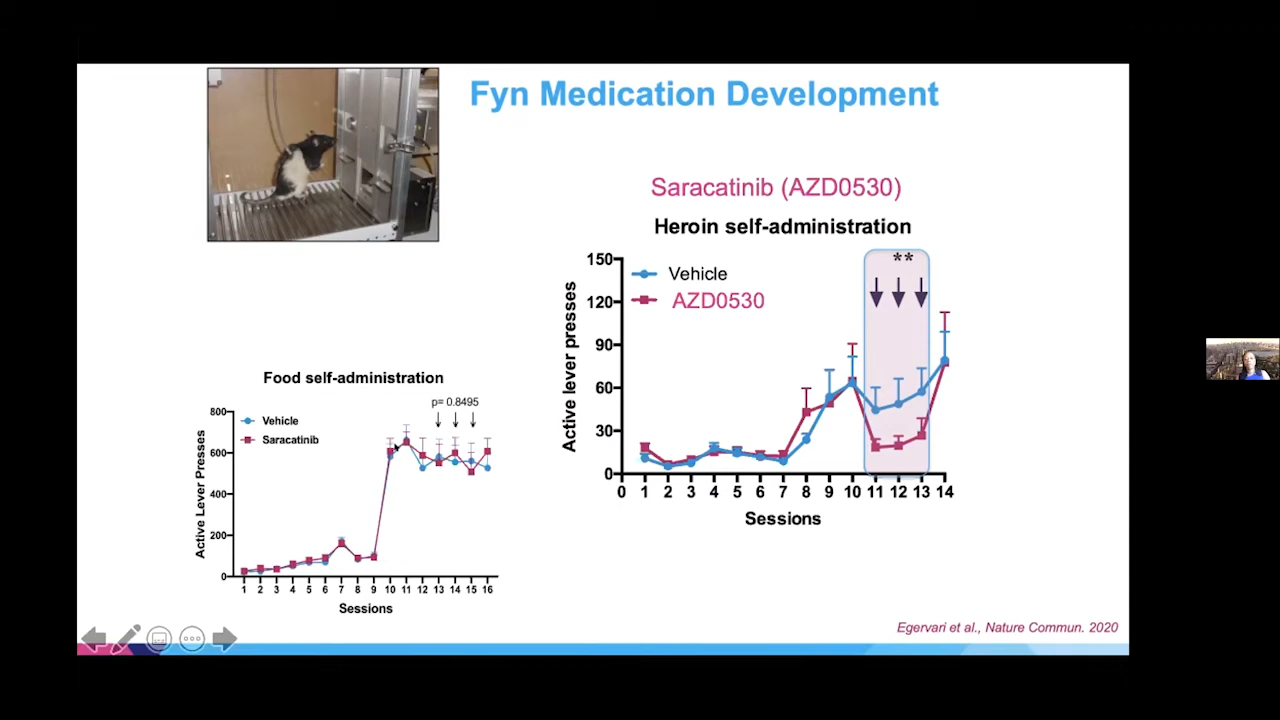 Fyn Medication Development
Saracatinib (AZD0530)
Heroin self-administration
150
120
90
60
30
0
Active lever presses
Vehicle
AZD0530
**
0 1 2 3 4 5 6 7 8 9 10 11 12 13 14
Sessions
Food self-administration
p= 0.8495
800
600
400
200
0
Active Lever Presses
Vehicle
Saracatinib
1 2 3 4 5 6 7 8 9 10 11 12 13 14 15 16
Sessions
Egervari et al., Nature Commun. 2020